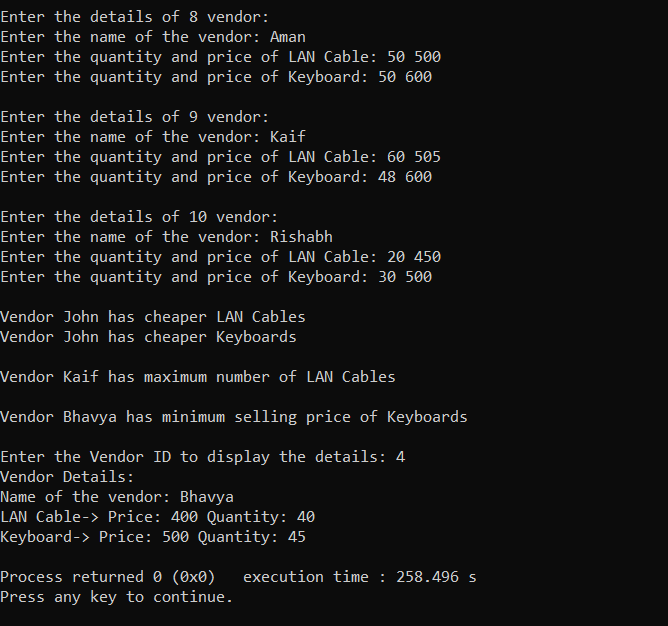 Enter the details of 8 vendor:
Enter the name of the vendor: Aman
Enter the quantity and price of LAN Cable: 50 500
Enter the quantity and price of Keyboard: 50 600
Enter the details of 9 vendor:
Enter the name of the vendor: Kaif
Enter the quantity and price of LAN Cable: 60 505
Enter the quantity and price of Keyboard: 48 600
Enter the details of 10 vendor:
Enter the name of the vendor: Rishabh
Enter the quantity and price of LAN Cable: 20 450
Enter the quantity and price of Keyboard: 30 500
Vendor John has cheaper LAN Cables
Vendor John has cheaper Keyboards
Vendor Kaif has maximum number of LAN Cables
Vendor Bhavya has minimum selling price of Keyboards
Enter the Vendor ID to display the details: 4
Vendor Details:
Name of the vendor: Bhavya
LAN Cable-> Price: 400 Quantity: 40
Keyboard-> Price: 500 Quantity: 45
Process returned 0 (0x0)   execution time : 258.496 s
Press any key to continue.